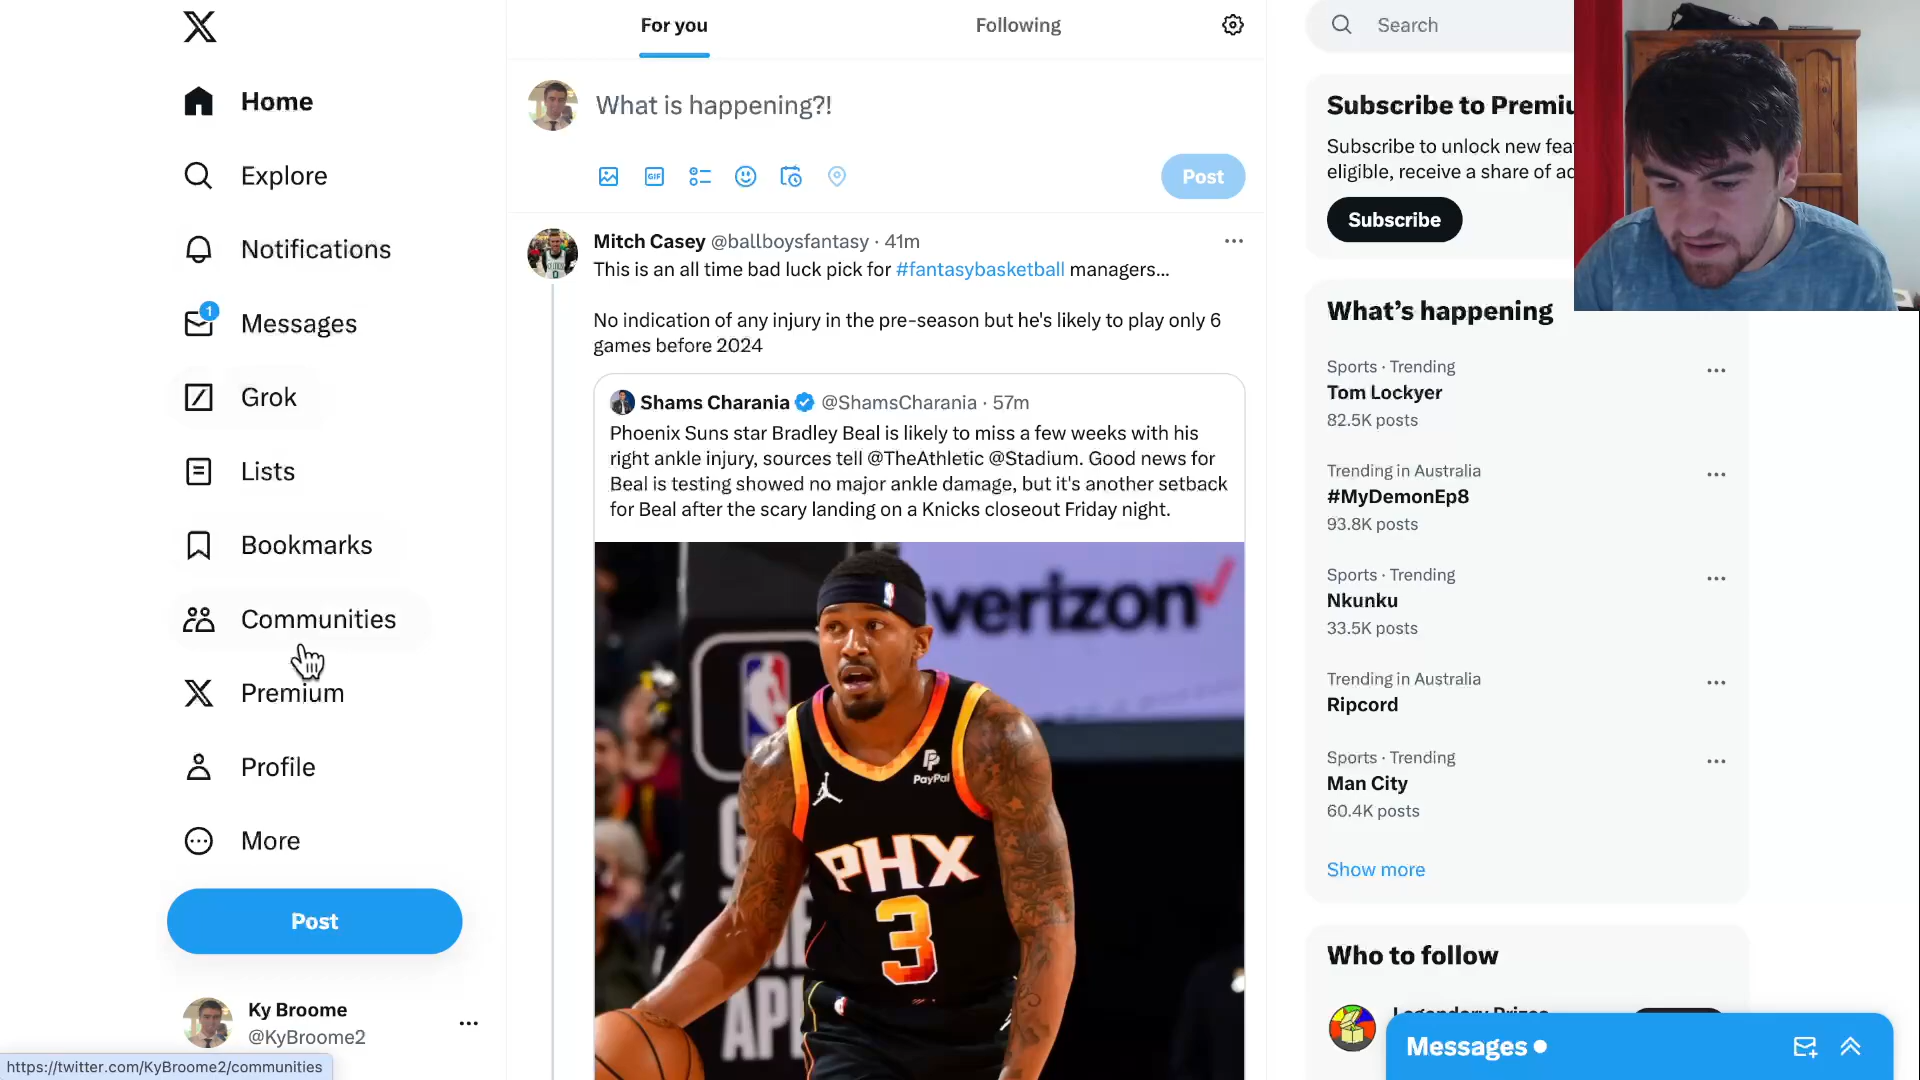 Home
Explore
Notifications
1
Messages
Grok
Lists
Bookmarks
Communities
Premium
Profile
More
Post
Ky Broome
@KyBroome2
https://twitter.com/KyBroome2/communities
For you
Following
What is happening?!
GIF
Post
Mitch Casey @ballboysfantasy · 41m
This is an all time bad luck pick for #fantasybasketball managers...
No indication of any injury in the pre-season but he's likely to play only 6
games before 2024
Shams Charania @ShamsCharania · 57m
Phoenix Suns star Bradley Beal is likely to miss a few weeks with his
right ankle injury, sources tell @TheAthletic @Stadium. Good news for
Beal is testing showed no major ankle damage, but it's another setback
for Beal after the scary landing on a Knicks closeout Friday night.
verizon
PayPal
PHX
3
Search
Subscribe to Premiu
Subscribe to unlock new fea
eligible, receive a share of ac
Subscribe
What's happening
Sports · Trending
Tom Lockyer
82.5K posts
Trending in Australia
#MyDemonEp8
93.8K posts
Sports · Trending
Nkunku
33.5K posts
Trending in Australia
Ripcord
Sports · Trending
Man City
60.4K posts
Show more
Who to follow
Legendary Prizes
Messages